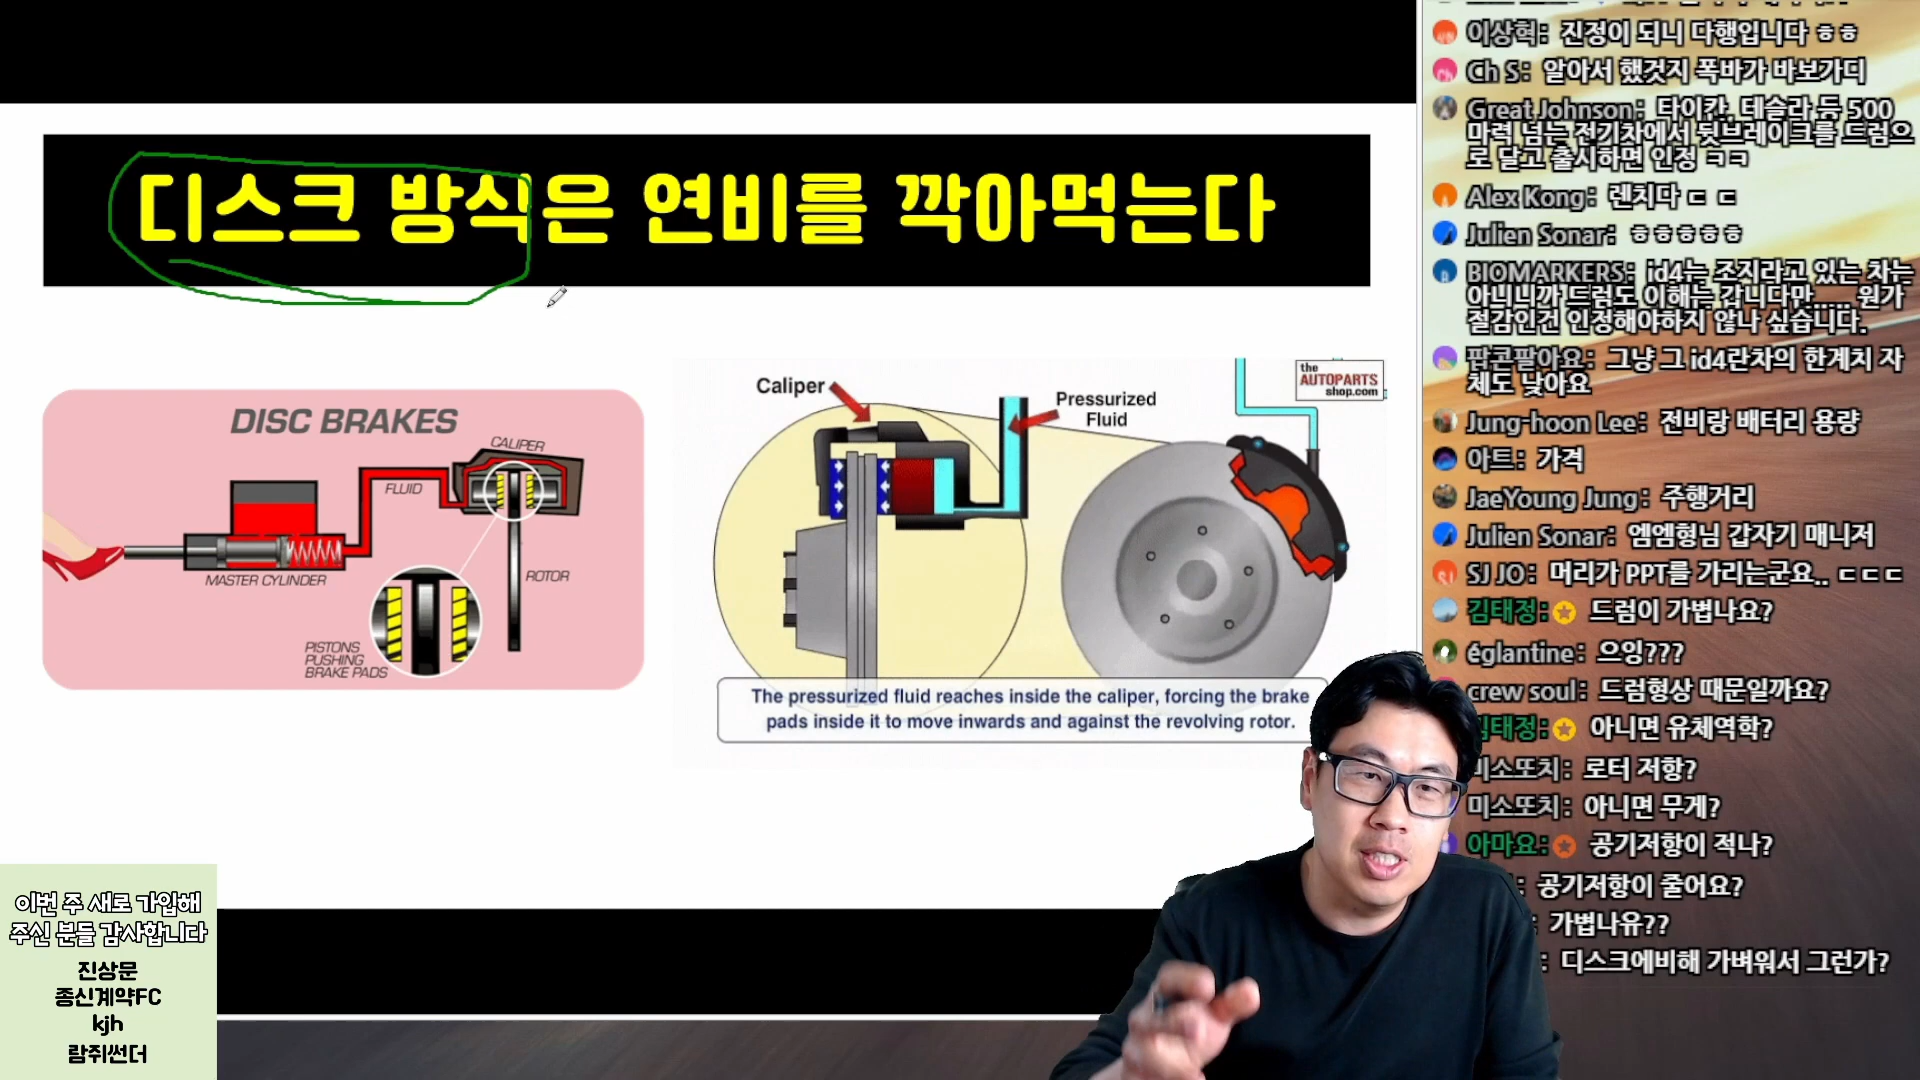 디스크 방식은 연비를 깍아먹는다
DISC BRAKES
CALIPER
FLUID
MASTER CYLINDER
ROTOR
PISTONS
PUSHING
BRAKE PADS
Caliper
Pressurized
Fluid
the
AUTOPARTS
shop.com
The pressurized fluid reaches inside the caliper, forcing the brake
pads inside it to move inwards and against the revolving rotor.
이번 주 새로 가입해
주신 분들 감사합니다
진상문
종신계약FC
kjh
람쥐썬더
이상혁: 진정이 되니 다행입니다 ㅎㅎ
Ch S: 알아서 했것지 폭바가 바보가디
Great Johnson: 타이칸, 테슬라 등 500
마력 넘는 전기차에서 뒷브레이크를 드럼으
로 달고 출시하면 인정 ㅋㅋ
Alex Kong: 렌치다 ㄷ ㄷ
Julien Sonar: ㅎㅎㅎㅎㅎ
BIOMARKERS: id4는 조지라고 있는 차는
아니니까 드럼도 이해는 갑니다만..... 원가
절감인건 인정해야하지 않나 싶습니다.
팝콘팔아요: 그냥 그 id4란차의 한계치 자
체도 낮아요
Jung-hoon Lee: 전비랑 배터리 용량
아트: 가격
JaeYoung Jung: 주행거리
Julien Sonar: 엠엠형님 갑자기 매니저
SJ JO: 머리가 PPT를 가리는군요.. ㄷㄷㄷ
김태정: 드럼이 가볍나요?
églantine: 으잉???
crew soul: 드럼형상 때문일까요?
김태정: 아니면 유체역학?
미소또치: 로터 저항?
미소또치: 아니면 무게?
아마요: 공기저항이 적나?
: 공기저항이 줄어요?
: 가볍나유??
: 디스크에비해 가벼워서 그런가?